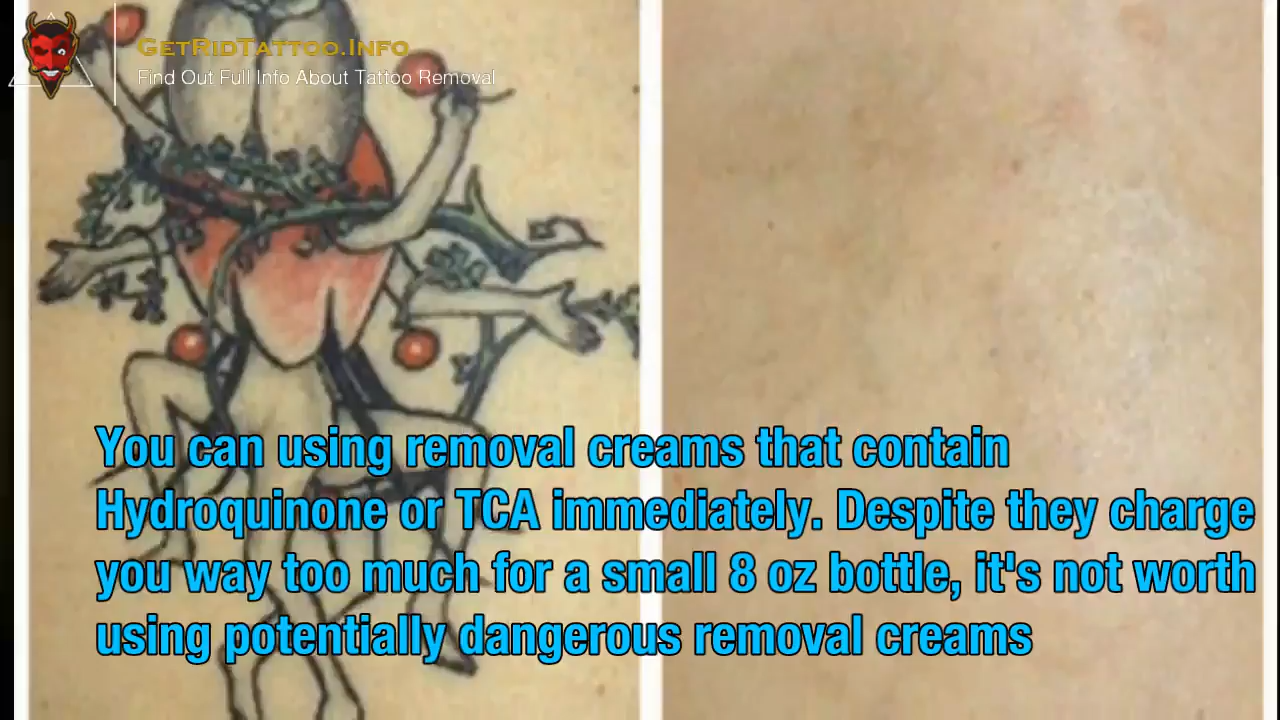 GetRidTattoo.Info
Find Out Full Info About Tattoo Removal
You can using removal creams that contain
Hydroquinone or TCA immediately. Despite they charge
you way too much for a small 8 oz bottle, it's not worth
using potentially dangerous removal creams